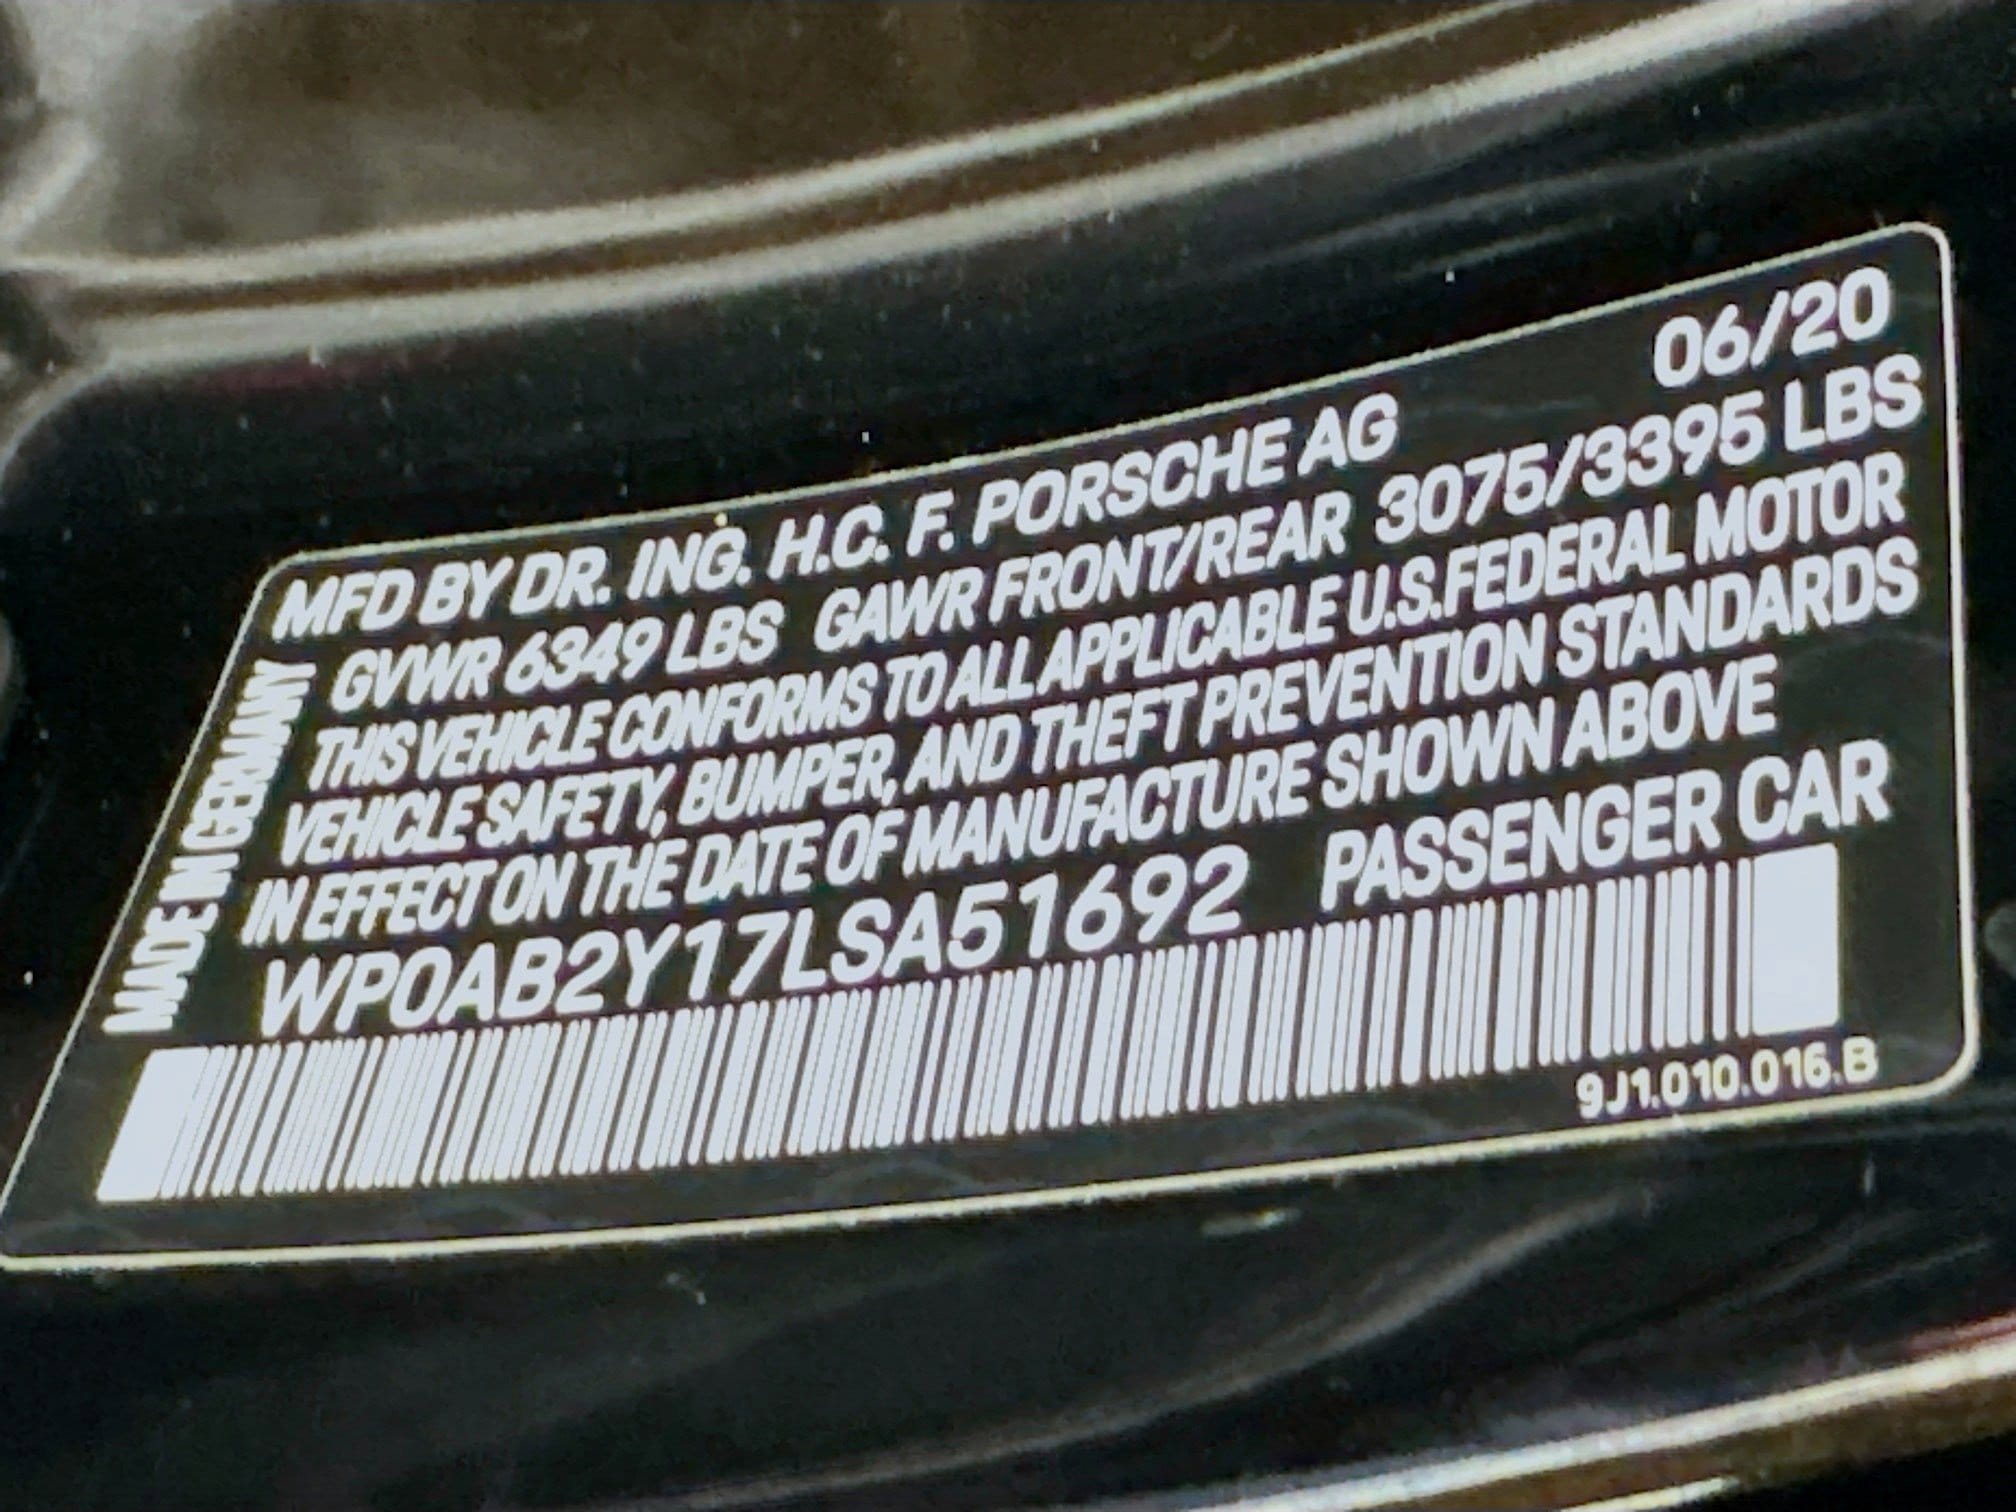 06/20
MFD BY DR. ING. H.C. F. PORSCHE AG
GVWR 6349 LBS GAWR FRONT/REAR 3075/3395 LBS
THIS VEHICLE CONFORMS TO ALL APPLICABLE U.S.FEDERAL MOTOR
VEHICLE SAFETY, BUMPER, AND THEFT PREVENTION STANDARDS
IN EFFECT ON THE DATE OF MANUFACTURE SHOWN ABOVE
WP0AB2Y17LSA51692 PASSENGER CAR
MADE IN GERMANY
9J1.010.016.B